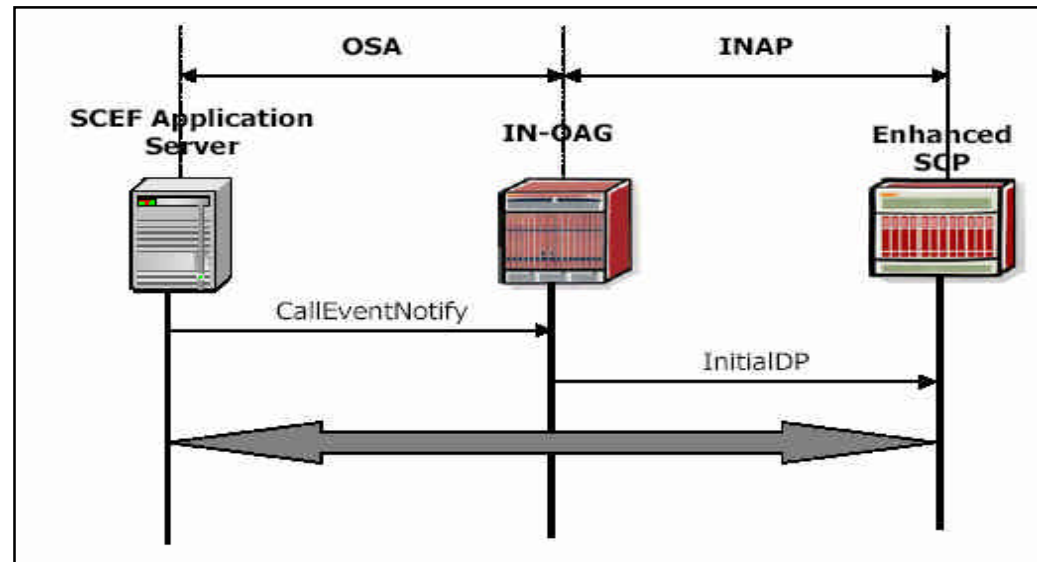 OSA
INAP
SCEF Application
Server
IN-OAG
Enhanced
SCP
CallEventNotify
InitialDP